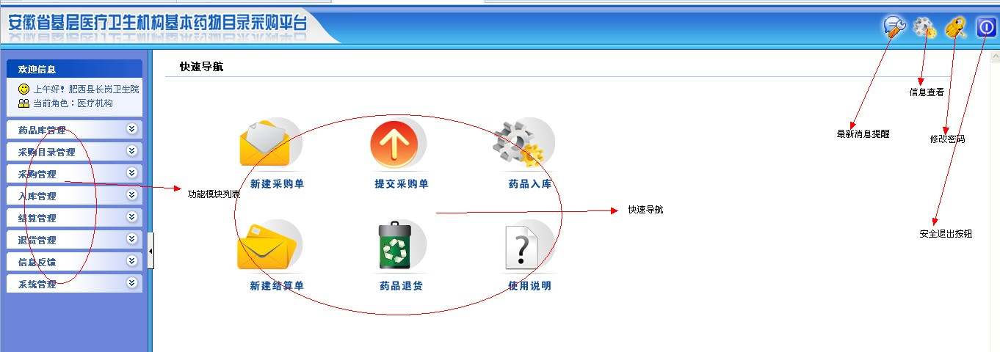 安徽省基层医疗卫生机构基本药物目录采购平台
欢迎信息
上午好！肥西县长岗卫生院
当前角色：医疗机构
药品库管理
采购目录管理
采购管理
入库管理
结算管理
退货管理
信息反馈
系统管理
功能模块列表
快速导航
新建采购单
提交采购单
药品入库
新建结算单
药品退货
使用说明
快速导航
信息查看
最新消息提醒
修改密码
安全退出按钮